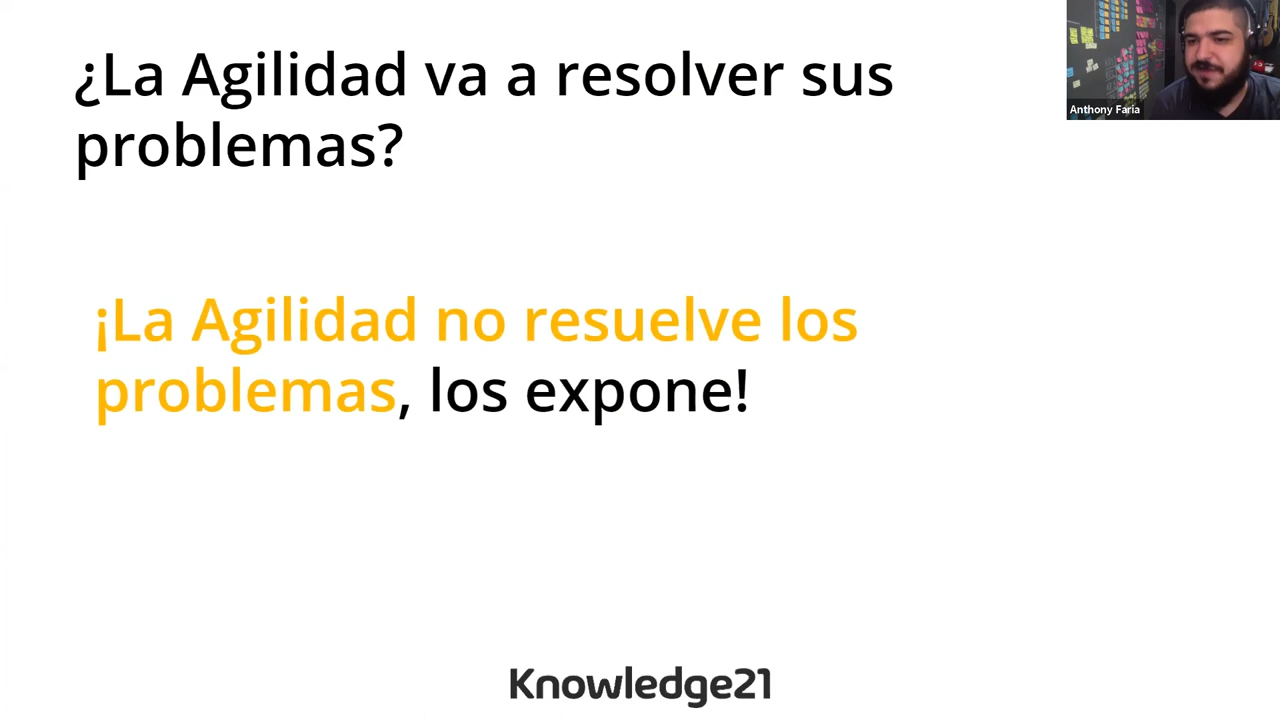 ¿La Agilidad va a resolver sus
problemas?
Anthony Faria
¡La Agilidad no resuelve los
problemas, los expone!
Knowledge21